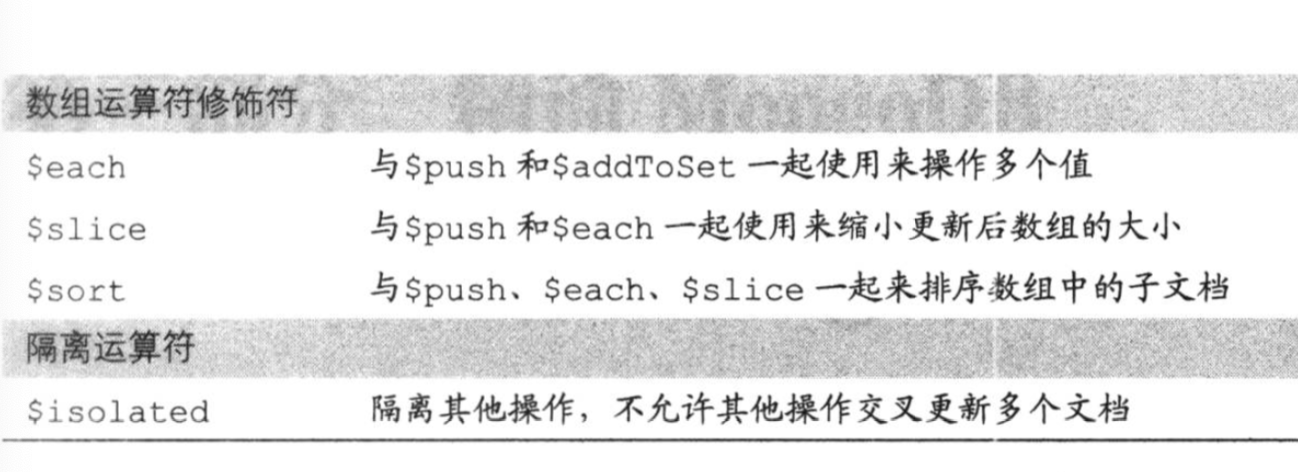 数组运算符修饰符
$each 与$push 和$addToSet 一起使用来操作多个值
$slice 与$push 和$each 一起使用来缩小更新后数组的大小
$sort 与$push、$each、$slice 一起来排序数组中的子文档
隔离运算符
$isolated 隔离其他操作，不允许其他操作交叉更新多个文档